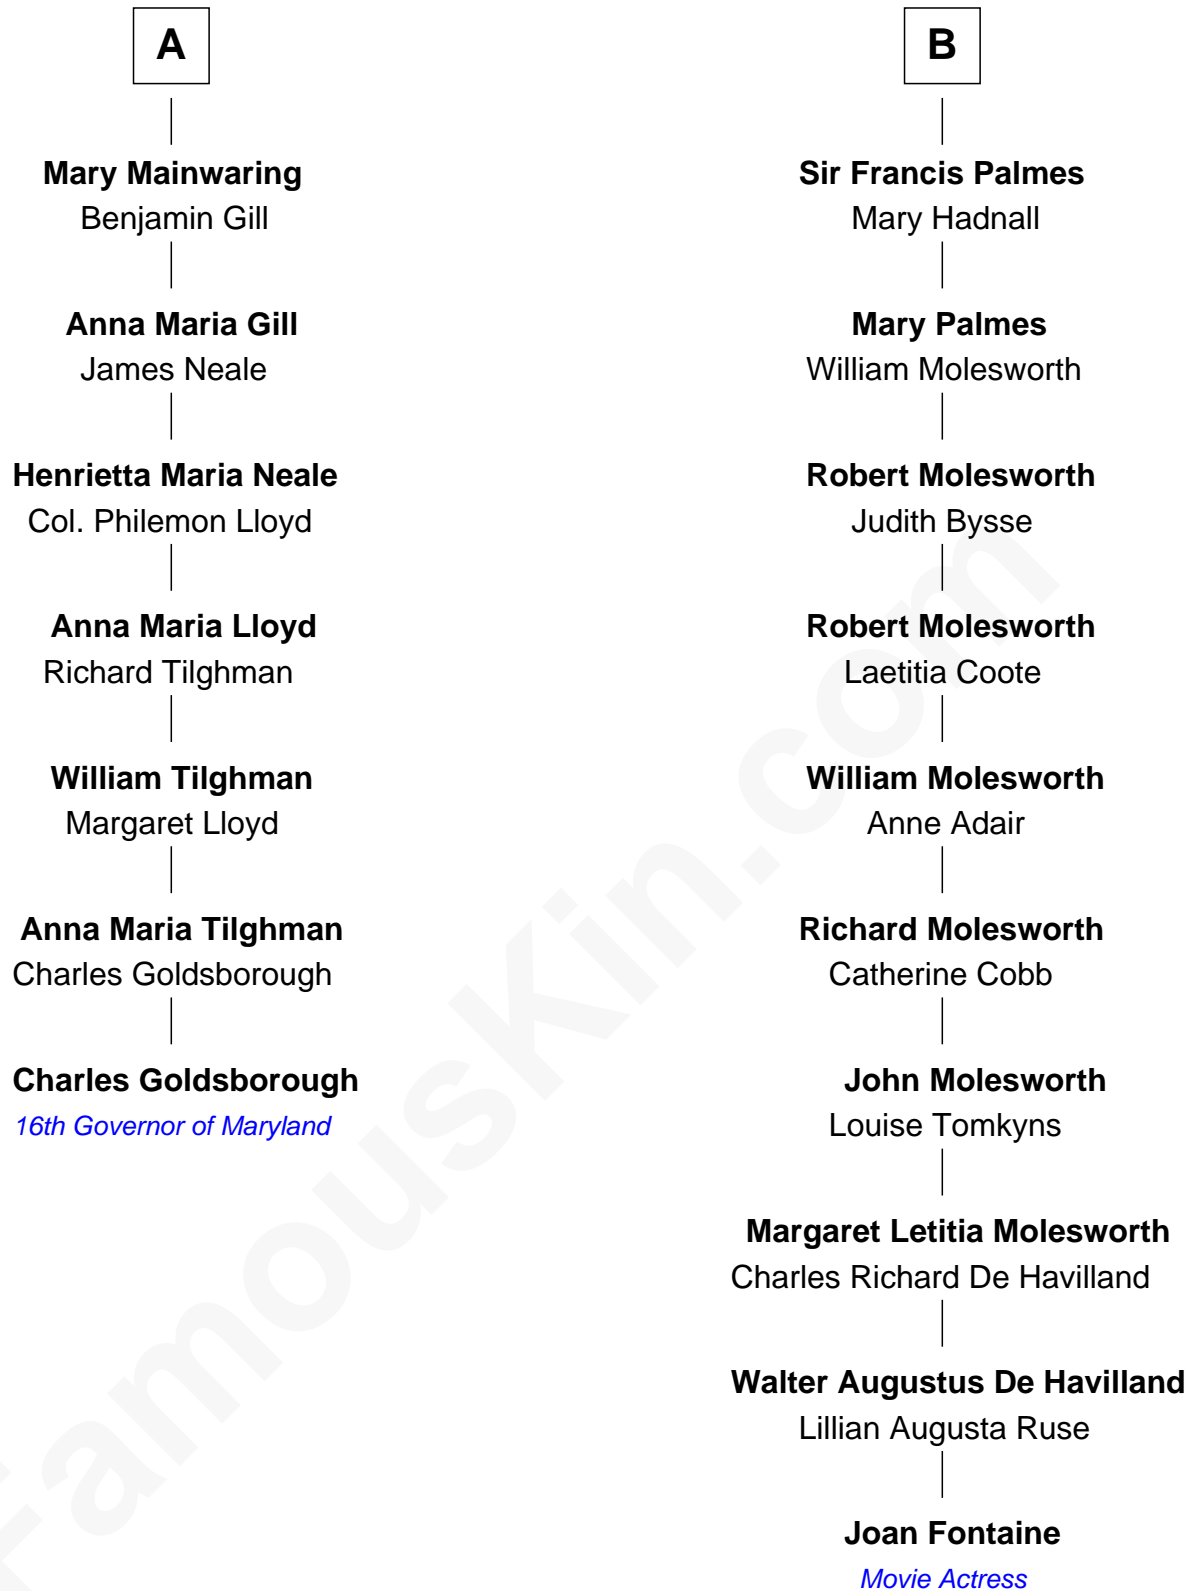 A
Mary Mainwaring
Benjamin Gill
Anna Maria Gill
James Neale
Henrietta Maria Neale
Col. Philemon Lloyd
Anna Maria Lloyd
Richard Tilghman
William Tilghman
Margaret Lloyd
Anna Maria Tilghman
Charles Goldsborough
Charles Goldsborough
16th Governor of Maryland
B
Sir Francis Palmes
Mary Hadnall
Mary Palmes
William Molesworth
Robert Molesworth
Judith Bysse
Robert Molesworth
Laetitia Coote
William Molesworth
Anne Adair
Richard Molesworth
Catherine Cobb
John Molesworth
Louise Tomkyns
Margaret Letitia Molesworth
Charles Richard De Havilland
Walter Augustus De Havilland
Lillian Augusta Ruse
Joan Fontaine
Movie Actress
FamousKin.com